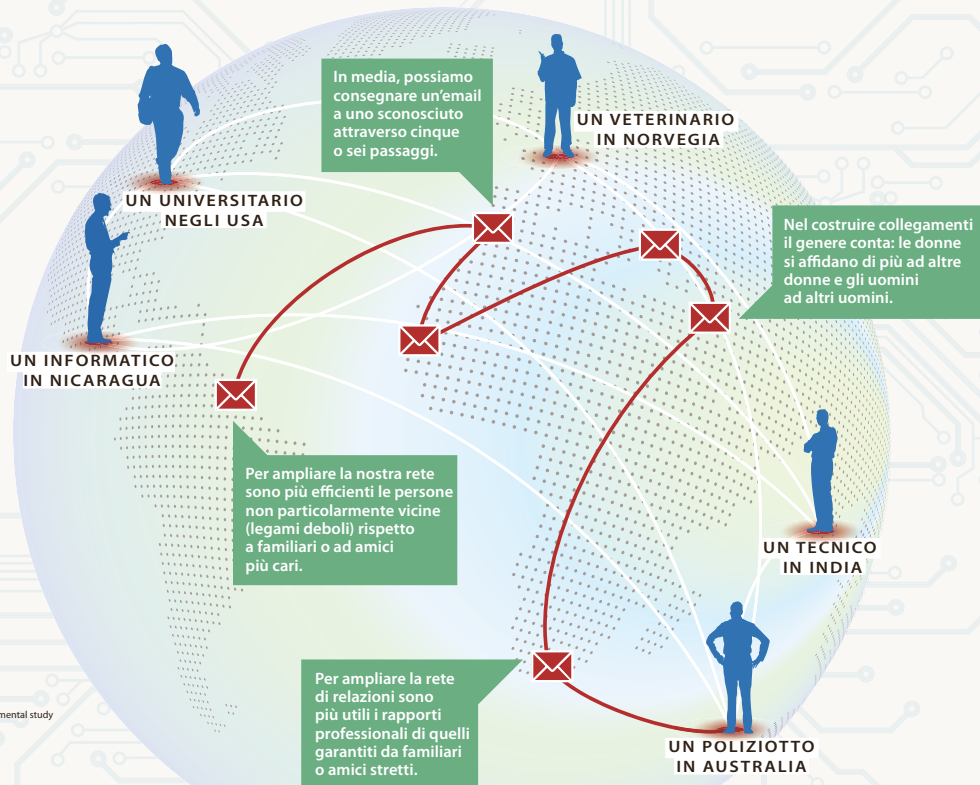 In media, possiamo
consegnare un'email
a uno sconosciuto
attraverso cinque
o sei passaggi.
UN VETERINARIO
IN NORVEGIA
UN UNIVERSITARIO
NEGLI USA
Nel costruire collegamenti
il genere conta: le donne
si affidano di più ad altre
donne e gli uomini
ad altri uomini.
UN INFORMATICO
IN NICARAGUA
Per ampliare la nostra rete
sono più efficienti le persone
non particolarmente vicine
(legami deboli) rispetto
a familiari o ad amici
più cari.
UN TECNICO
IN INDIA
Per ampliare la rete
di relazioni sono
più utili i rapporti
professionali di quelli
garantiti da familiari
o amici stretti.
mental study
UN POLIZIOTTO
IN AUSTRALIA